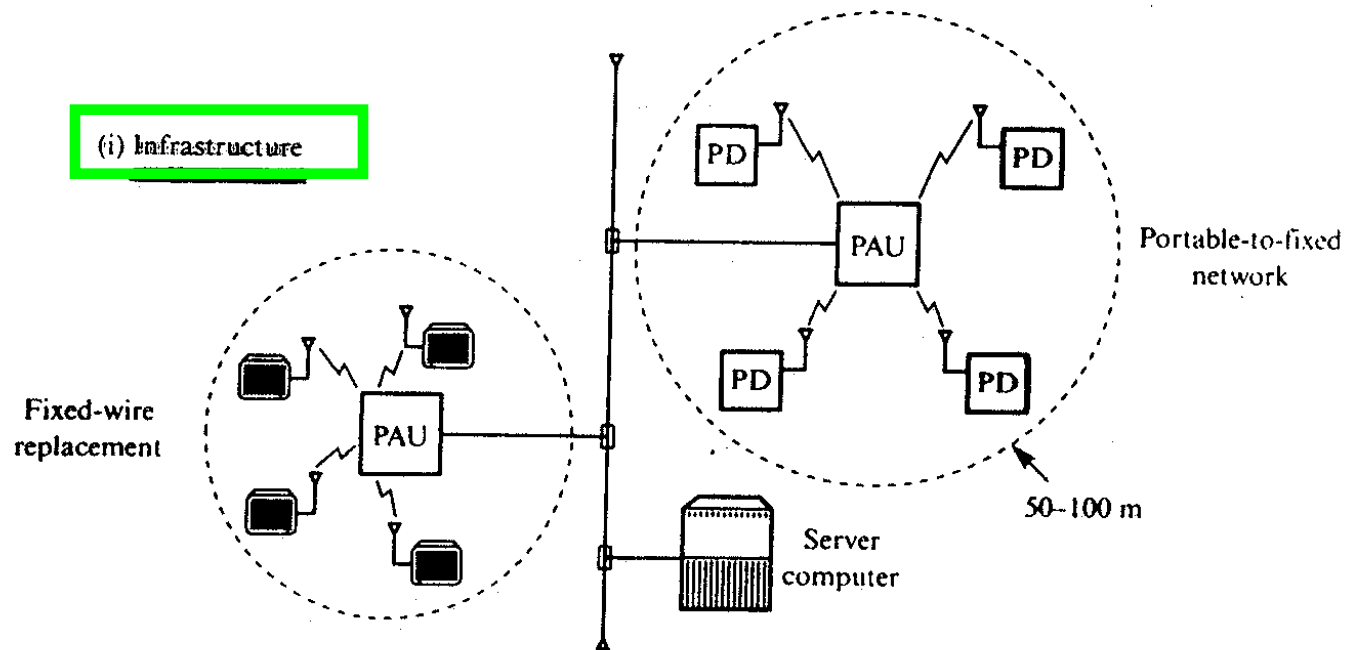 (i) Infrastructure
PD
PD
PAU
Portable-to-fixed
network
PD
PD
50–100 m
Fixed-wire
replacement
PAU
Server
computer